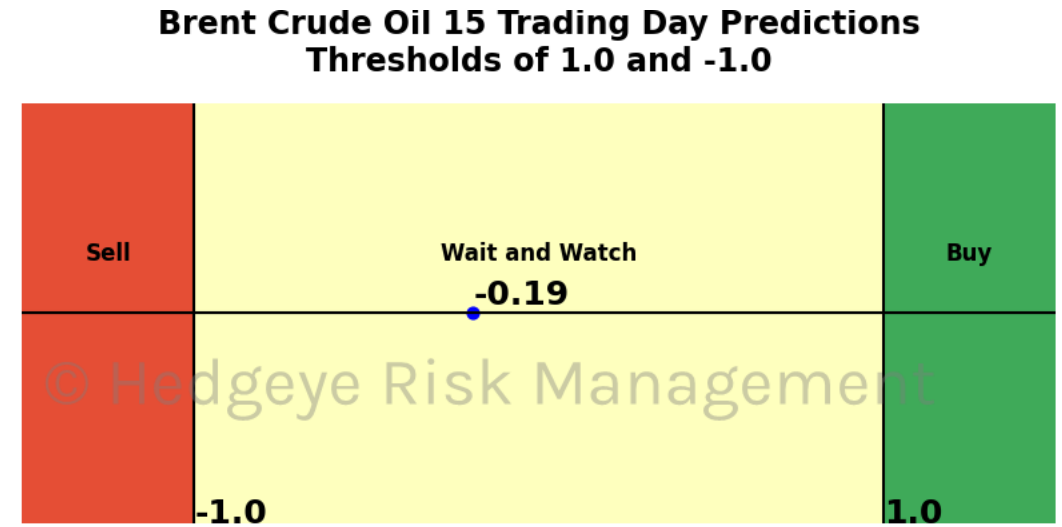 Brent Crude Oil 15 Trading Day Predictions
Thresholds of 1.0 and -1.0
Sell
Wait and Watch
Buy
-0.19
© Hedgeye Risk Management
-1.0
1.0